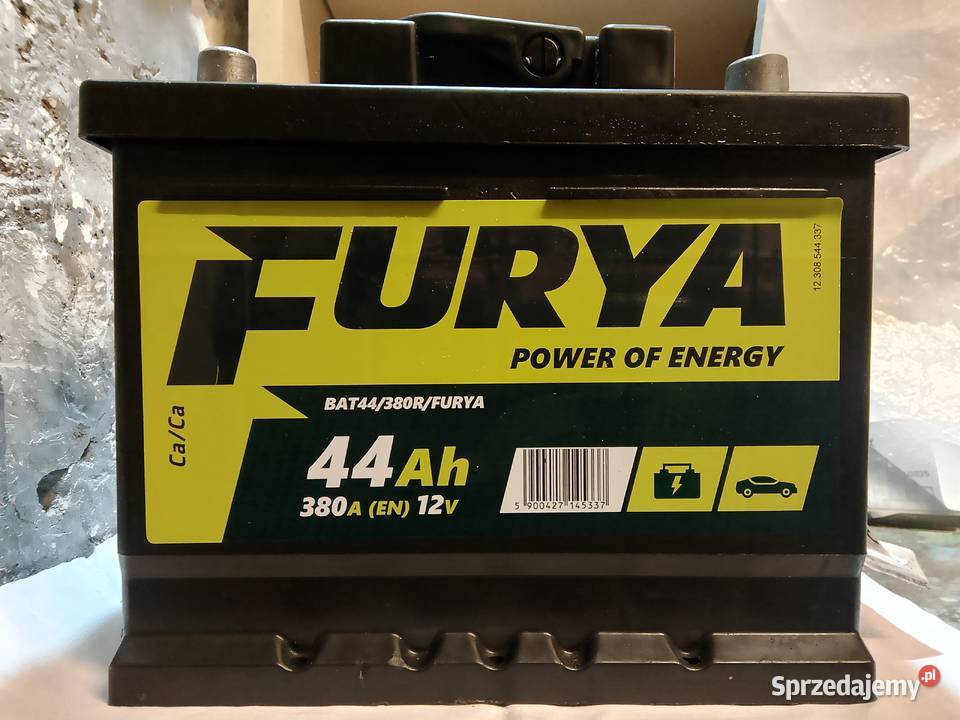 FURYA
12 308 544 337
POWER OF ENERGY
Ca/Ca
BAT44/380R/FURYA
44Ah
380A (EN) 12V
5 900427 145337
Sprzedajemy.pl